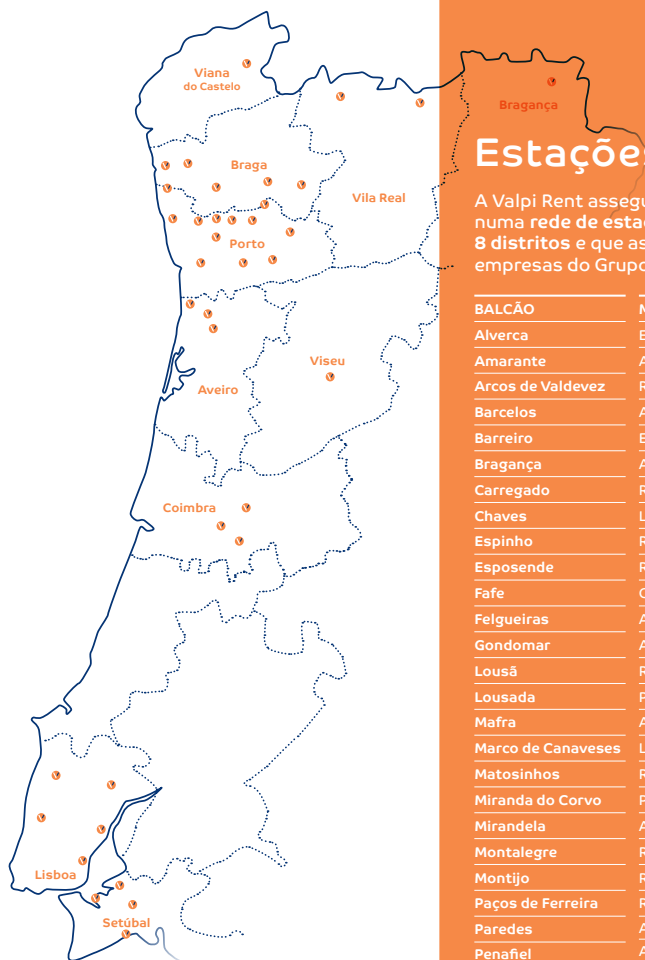 Viana
do Castelo
Bragança
Braga
Vila Real
Porto
Viseu
Aveiro
Coimbra
Lisboa
Setúbal
Estações
A Valpi Rent
numa rede de
8 distritos e que
empresas do Grupo
BALCÃO
Alverca
Amarante
Arcos de Valdevez
Barcelos
Barreiro
Bragança
Carregado
Chaves
Espinho
Esposende
Fafe
Felgueiras
Gondomar
Lousã
Lousada
Mafra
Marco de Canaveses
Matosinhos
Miranda do Corvo
Mirandela
Montalegre
Montijo
Paços de Ferreira
Paredes
Penafiel